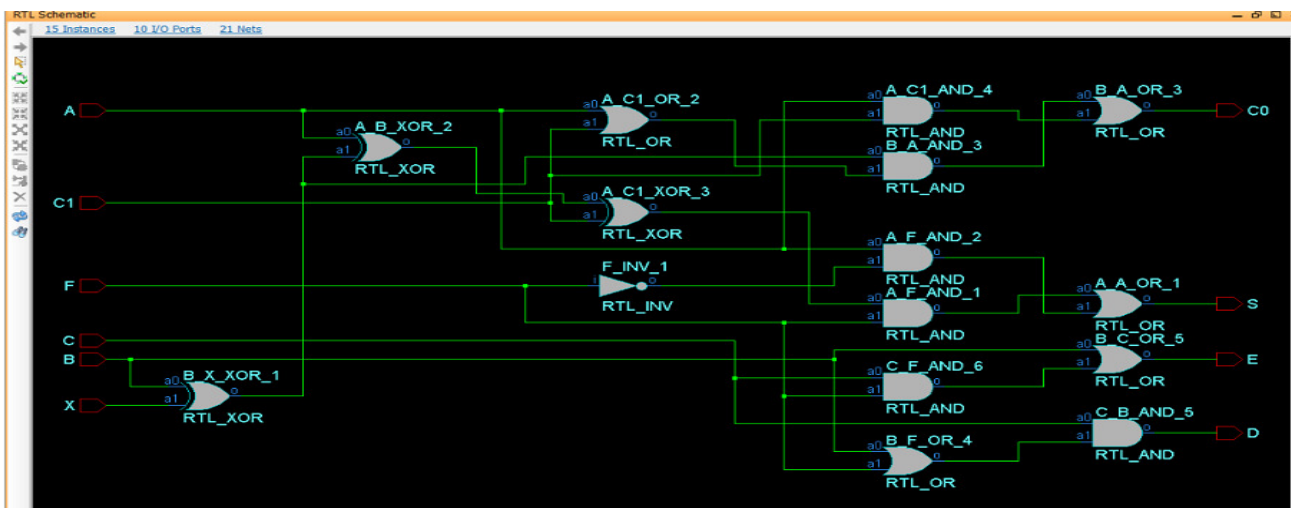 RTL Schematic
15 Instances 10 I/O Ports 21 Nets
A
a0 A_B_XOR_2
a1
o
RTL_XOR
C1
F
C
B
a0 B_X_XOR_1
X
a1
o
RTL_XOR
a0 A_C1_OR_2
a1
o
RTL_OR
a0 A_C1_XOR_3
a1
o
RTL_XOR
F_INV_1
i
o
RTL_INV
a0 A_C1_AND_4
a1
o
RTL_AND
a0 B_A_AND_3
a1
o
RTL_AND
a0 A_F_AND_2
a1
o
RTL_AND
a0 A_F_AND_1
a1
o
RTL_AND
a0 C_F_AND_6
a1
o
RTL_AND
a0 B_F_OR_4
a1
o
RTL_OR
a0 B_A_OR_3
a1
o
C0
RTL_OR
a0 A_A_OR_1
a1
o
S
RTL_OR
a0 B_C_OR_5
a1
o
E
RTL_OR
a0 C_B_AND_5
a1
o
D
RTL_AND